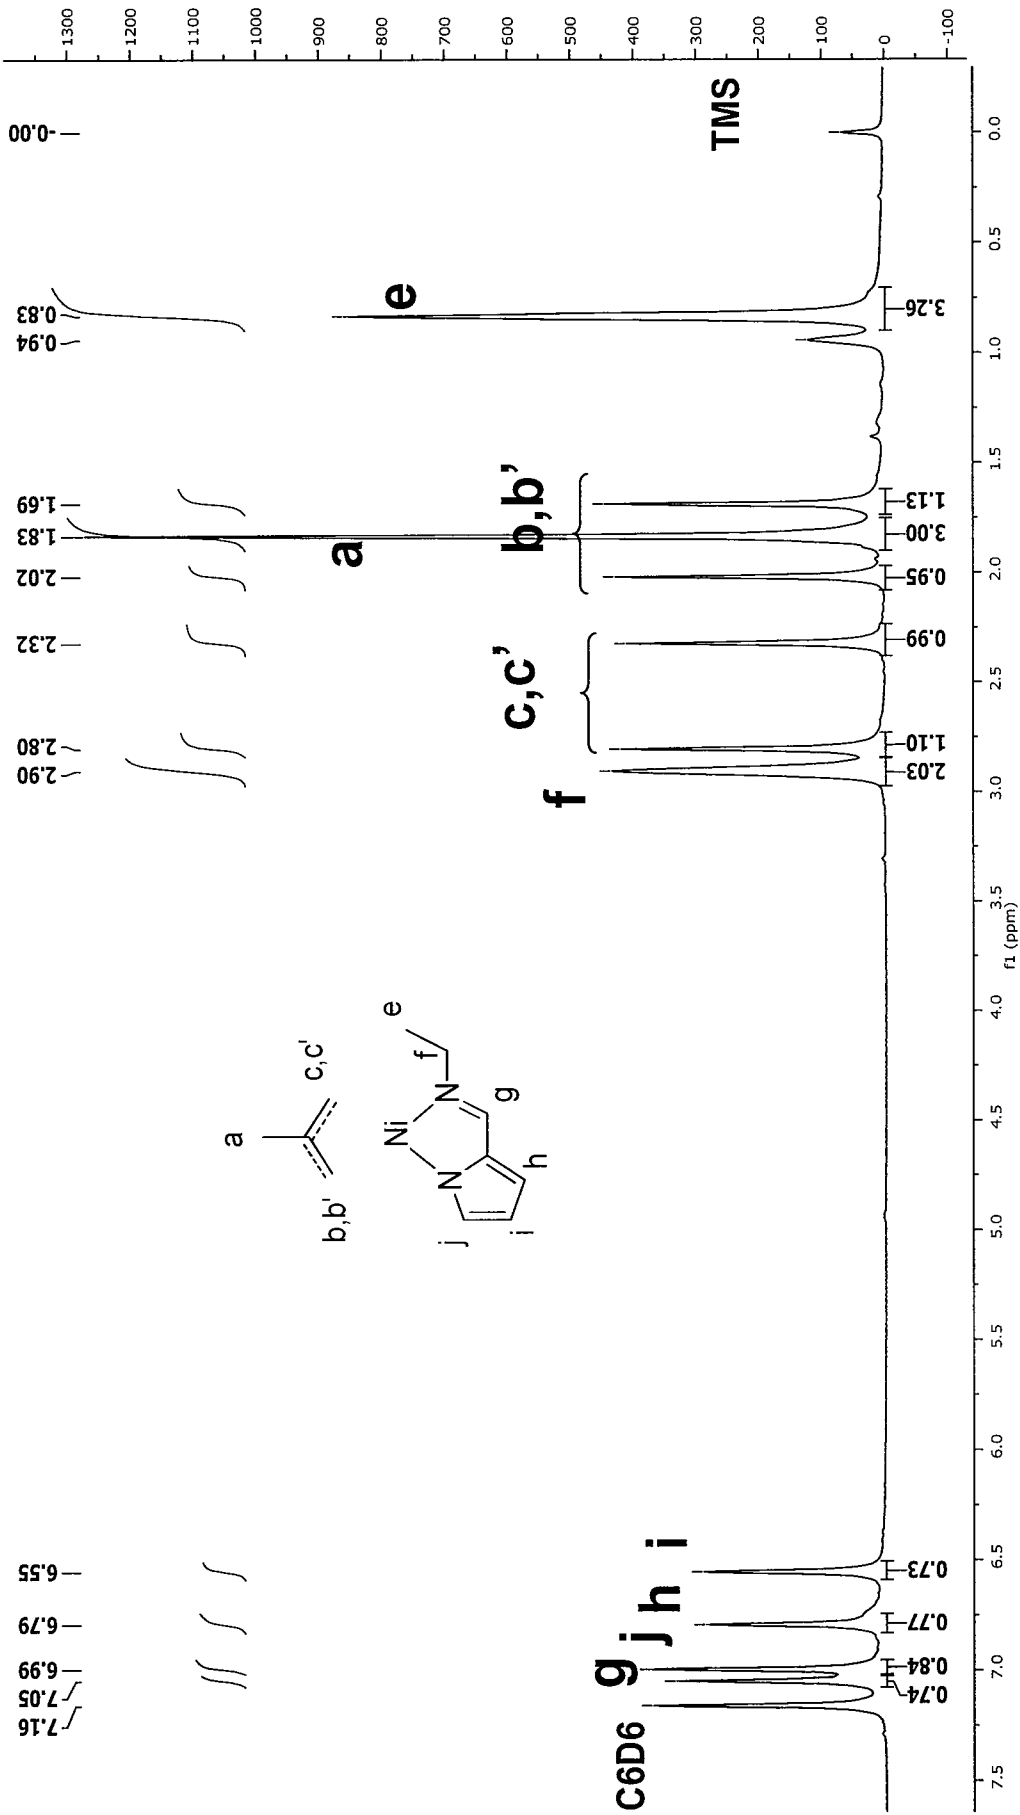 7.16
7.05
6.99
6.79
6.55
2.90
2.80
2.32
2.02
1.83
1.69
0.94
0.83
-0.00
1300
1200
1100
1000
900
800
700
600
500
400
300
200
100
0
-100
C6D6
g
j
h
i
f
c,c’
b,b’
a
e
TMS
a
b,b'
c,c'
Ni
N
N
e
f
g
h
i
j
0.74
0.84
0.77
0.73
2.03
1.10
0.99
0.95
3.00
1.13
3.26
7.5
7.0
6.5
6.0
5.5
5.0
4.5
4.0
3.5
3.0
2.5
2.0
1.5
1.0
0.5
0.0
f1 (ppm)